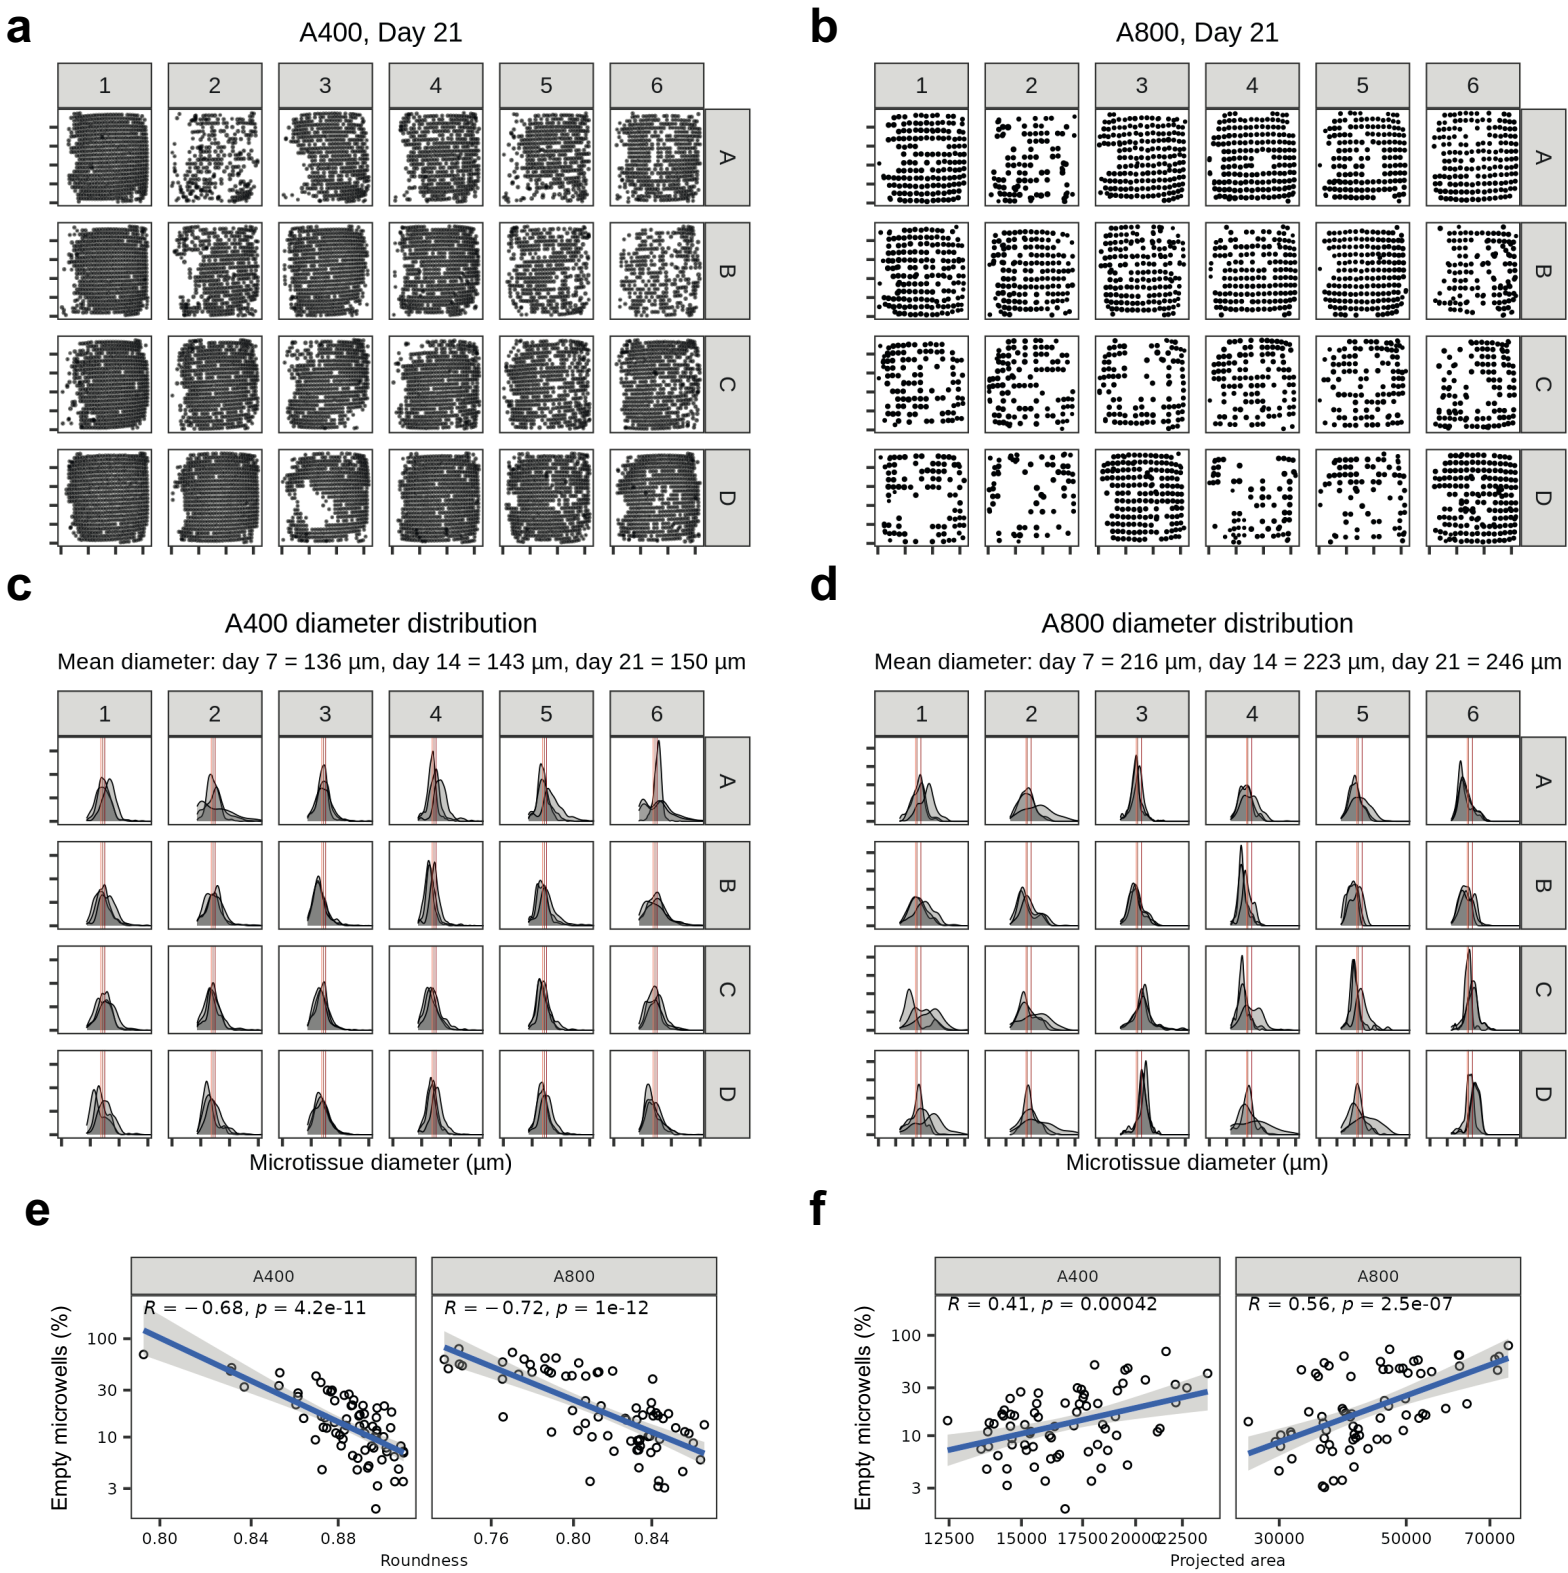 a
A400, Day 21
1 2 3 4 5 6
A
B
C
D
b
A800, Day 21
1 2 3 4 5 6
A
B
C
D
c
A400 diameter distribution
Mean diameter: day 7 = 136 µm, day 14 = 143 µm, day 21 = 150 µm
1 2 3 4 5 6
A
B
C
D
Microtissue diameter (µm)
d
A800 diameter distribution
Mean diameter: day 7 = 216 µm, day 14 = 223 µm, day 21 = 246 µm
1 2 3 4 5 6
A
B
C
D
Microtissue diameter (µm)
e
A400 A800
R = −0.68, p = 4.2e-11
R = −0.72, p = 1e-12
Empty microwells (%)
100
30
10
3
0.80 0.84 0.88
0.76 0.80 0.84
Roundness
f
A400 A800
R = 0.41, p = 0.00042
R = 0.56, p = 2.5e-07
Empty microwells (%)
100
30
10
3
12500 15000 17500 20000 22500
30000 50000 70000
Projected area